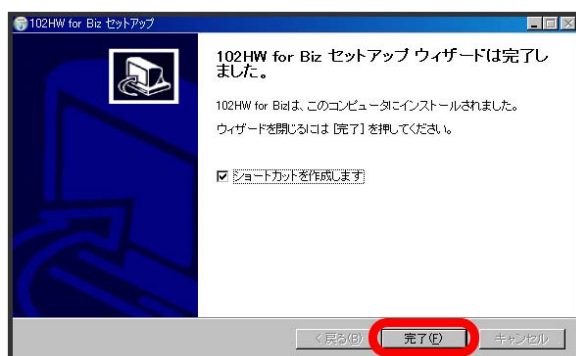 102HW for Biz セットアップ
102HW for Biz セットアップ ウィザードは完了し
ました。
102HW for Bizは、このコンピュータにインストールされました。
ウィザードを閉じるには [完了] を押してください。
ショートカットを作成します
< 戻る(B)
完了(F)
キャンセル